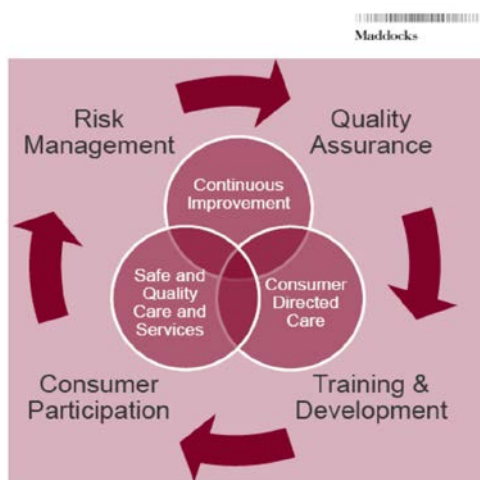 Maddocks
Risk
Management
Quality
Assurance
Continuous
Improvement
Safe and
Quality
Care and
Services
Consumer
Directed
Care
Consumer
Participation
Training &
Development